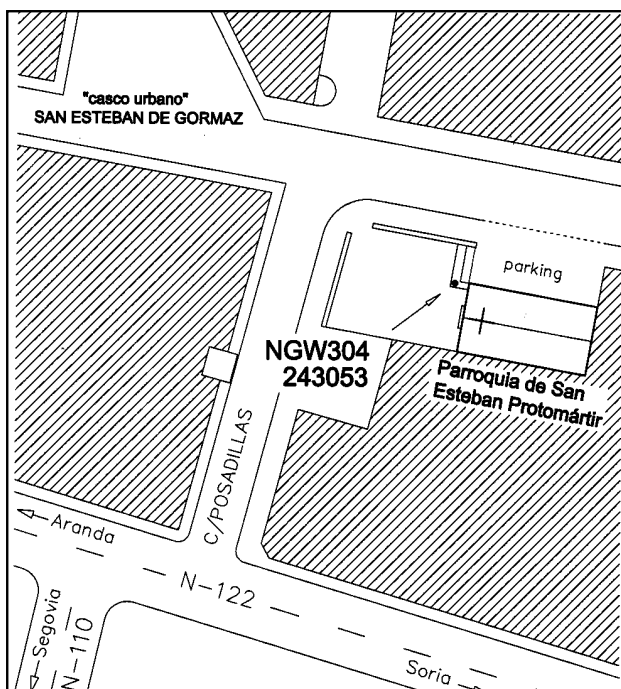 "casco urbano"
SAN ESTEBAN DE GORMAZ
parking
NGW304
243053
Parroquia de San
Esteban Protomártir
C/POSADILLAS
Aranda
N-122
Segovia
N-110
Soria